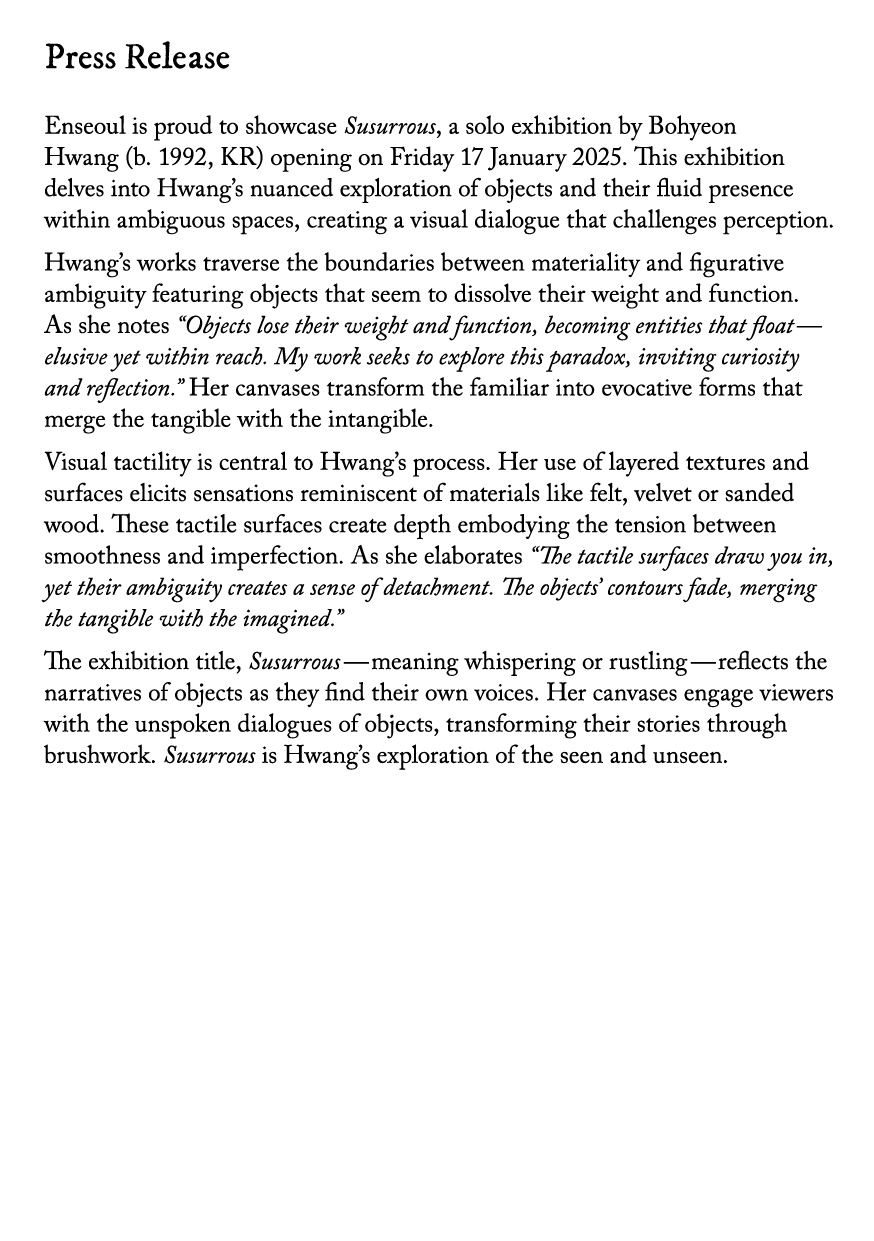 Press Release
Enseoul is proud to showcase Susurrous, a solo exhibition by Bohyeon
Hwang (b. 1992, KR) opening on Friday 17 January 2025. This exhibition
delves into Hwang’s nuanced exploration of objects and their fluid presence
within ambiguous spaces, creating a visual dialogue that challenges perception.
Hwang’s works traverse the boundaries between materiality and figurative
ambiguity featuring objects that seem to dissolve their weight and function.
As she notes “Objects lose their weight and function, becoming entities that float—
elusive yet within reach. My work seeks to explore this paradox, inviting curiosity
and reflection.” Her canvases transform the familiar into evocative forms that
merge the tangible with the intangible.
Visual tactility is central to Hwang’s process. Her use of layered textures and
surfaces elicits sensations reminiscent of materials like felt, velvet or sanded
wood. These tactile surfaces create depth embodying the tension between
smoothness and imperfection. As she elaborates “The tactile surfaces draw you in,
yet their ambiguity creates a sense of detachment. The objects’ contours fade, merging
the tangible with the imagined.”
The exhibition title, Susurrous—meaning whispering or rustling—reflects the
narratives of objects as they find their own voices. Her canvases engage viewers
with the unspoken dialogues of objects, transforming their stories through
brushwork. Susurrous is Hwang’s exploration of the seen and unseen.